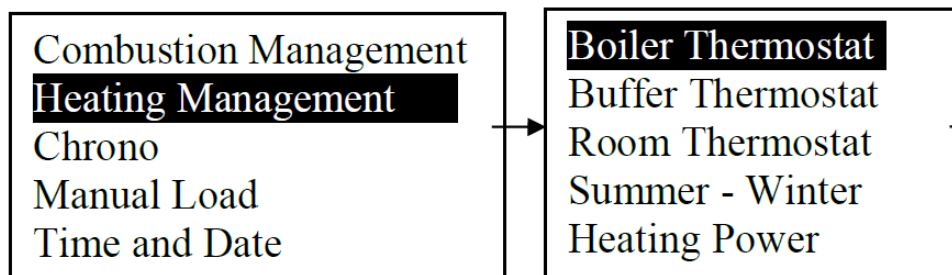 Combustion Management
Heating Management
Chrono
Manual Load
Time and Date
Boiler Thermostat
Buffer Thermostat
Room Thermostat
Summer - Winter
Heating Power